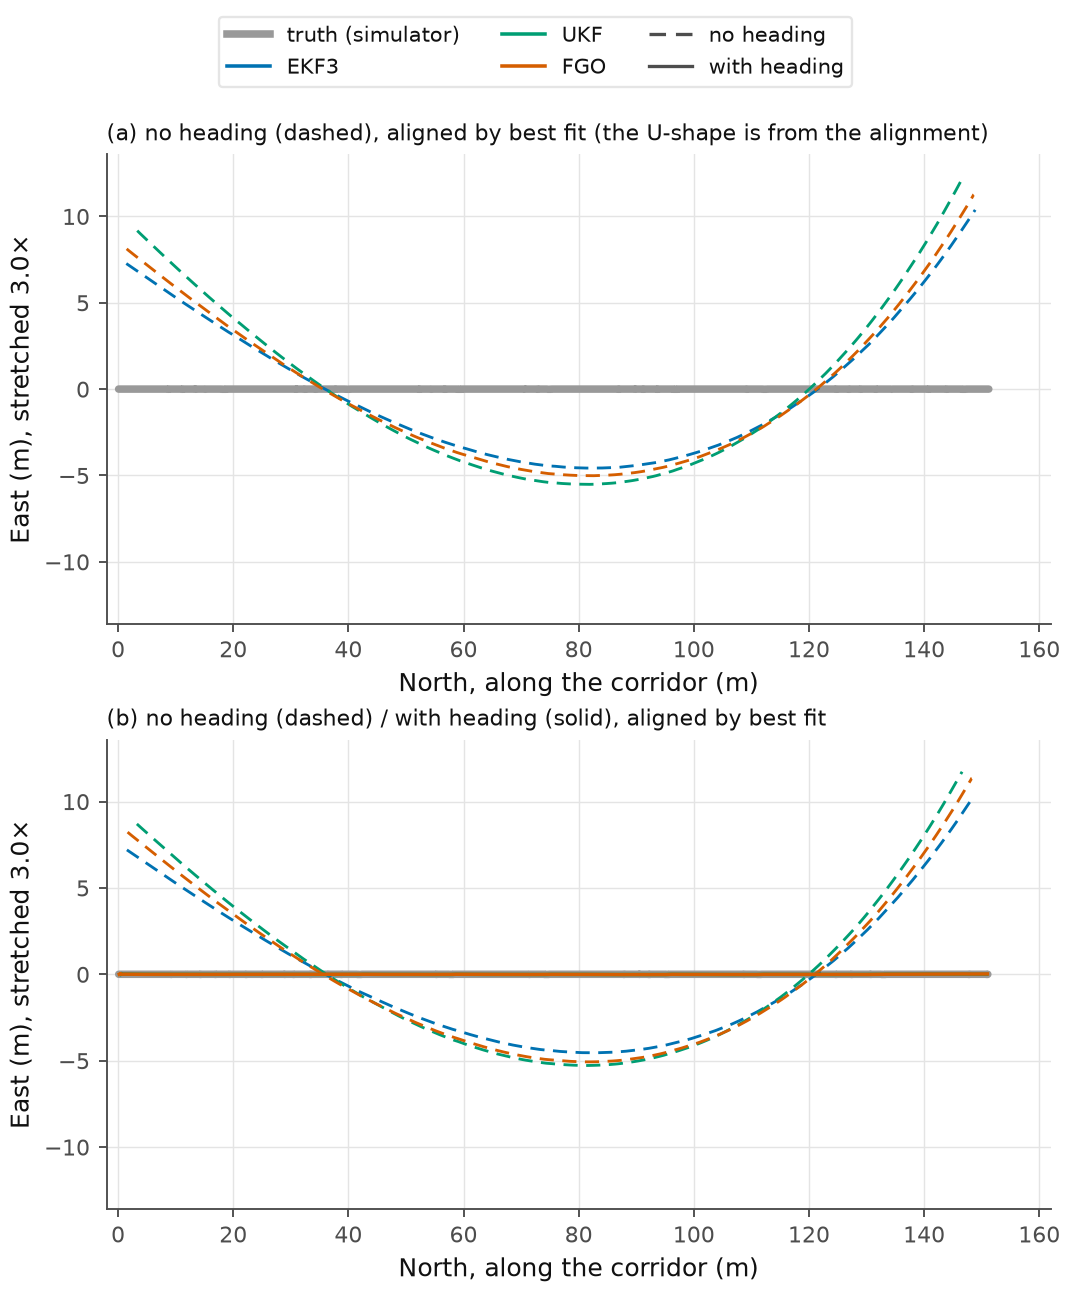 truth (simulator)
EKF3
UKF
FGO
no heading
with heading
(a) no heading (dashed), aligned by best fit (the U-shape is from the alignment)
East (m), stretched 3.0×
10
5
0
−5
−10
0 20 40 60 80 100 120 140 160
North, along the corridor (m)
(b) no heading (dashed) / with heading (solid), aligned by best fit
East (m), stretched 3.0×
10
5
0
−5
−10
0 20 40 60 80 100 120 140 160
North, along the corridor (m)